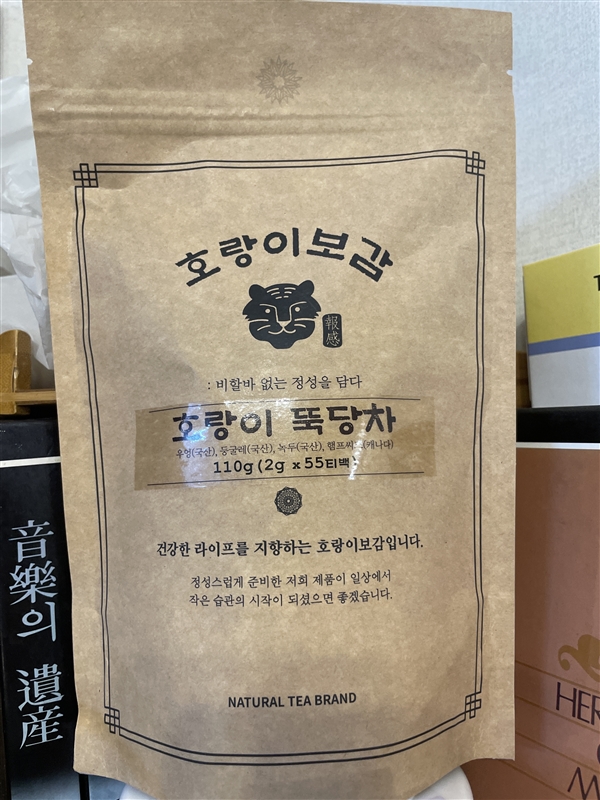 호랑이보감
報感
: 비할바 없는 정성을 담다
호랑이 뚝당차
우엉(국산), 둥굴레(국산), 녹두(국산), 햄프씨드(캐나다)
110g(2g x 55티백)
건강한 라이프를 지향하는 호랑이보감입니다.
정성스럽게 준비한 저희 제품이 일상에서
작은 습관의 시작이 되셨으면 좋겠습니다.
NATURAL TEA BRAND
音樂의 遺産
HER
M